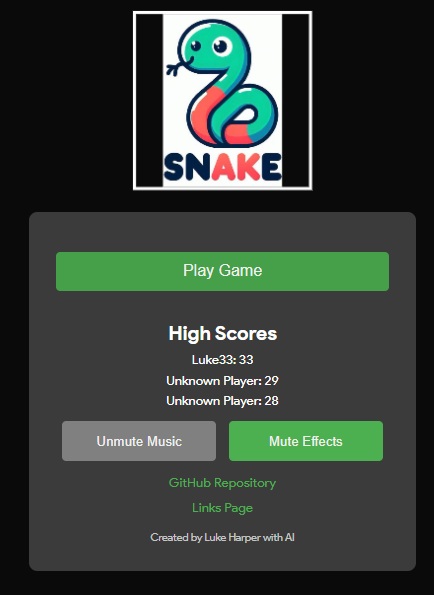 SNAKE
Play Game
High Scores
Luke33: 33
Unknown Player: 29
Unknown Player: 28
Unmute Music
Mute Effects
GitHub Repository
Links Page
Created by Luke Harper with AI